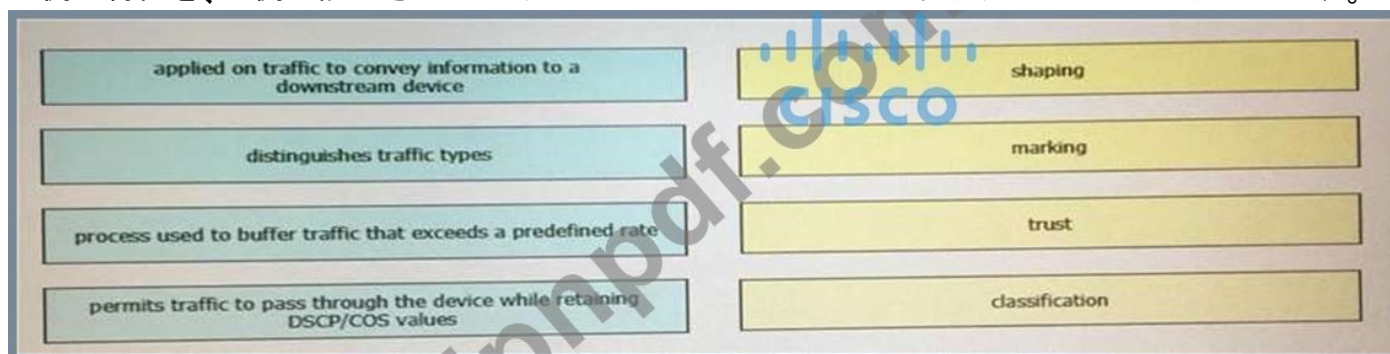 applied on traffic to convey information to a
downstream device
distinguishes traffic types
process used to buffer traffic that exceeds a predefined rate
permits traffic to pass through the device while retaining
DSCP/COS values
shaping
marking
trust
classification
CISCO